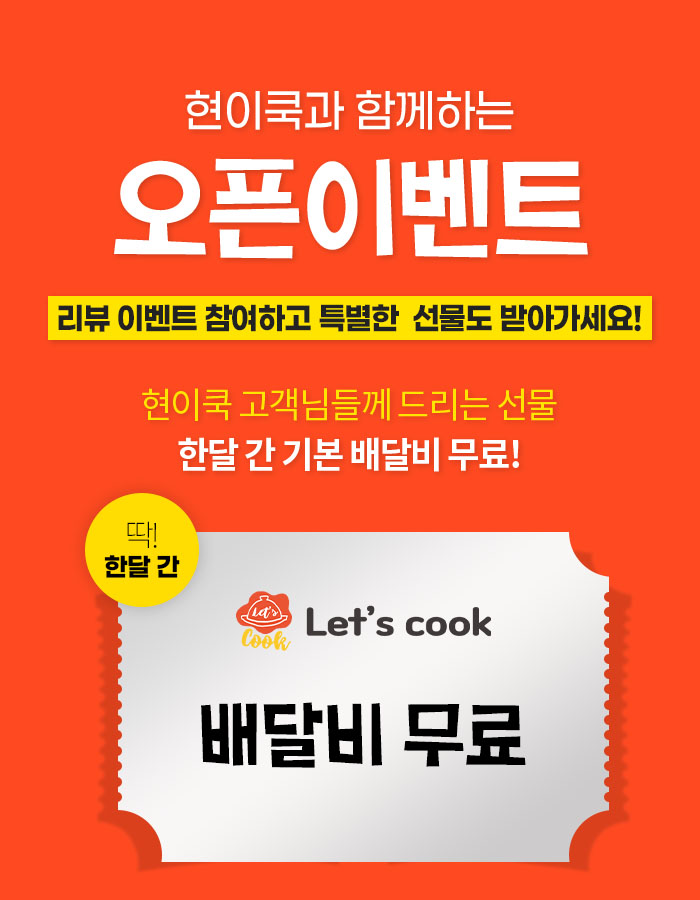 현이쿡과 함께하는
오픈이벤트
리뷰 이벤트 참여하고 특별한 선물도 받아가세요!
현이쿡 고객님들께 드리는 선물
한달 간 기본 배달비 무료!
딱!
한달 간
Let's
Cook
Let’s cook
배달비 무료